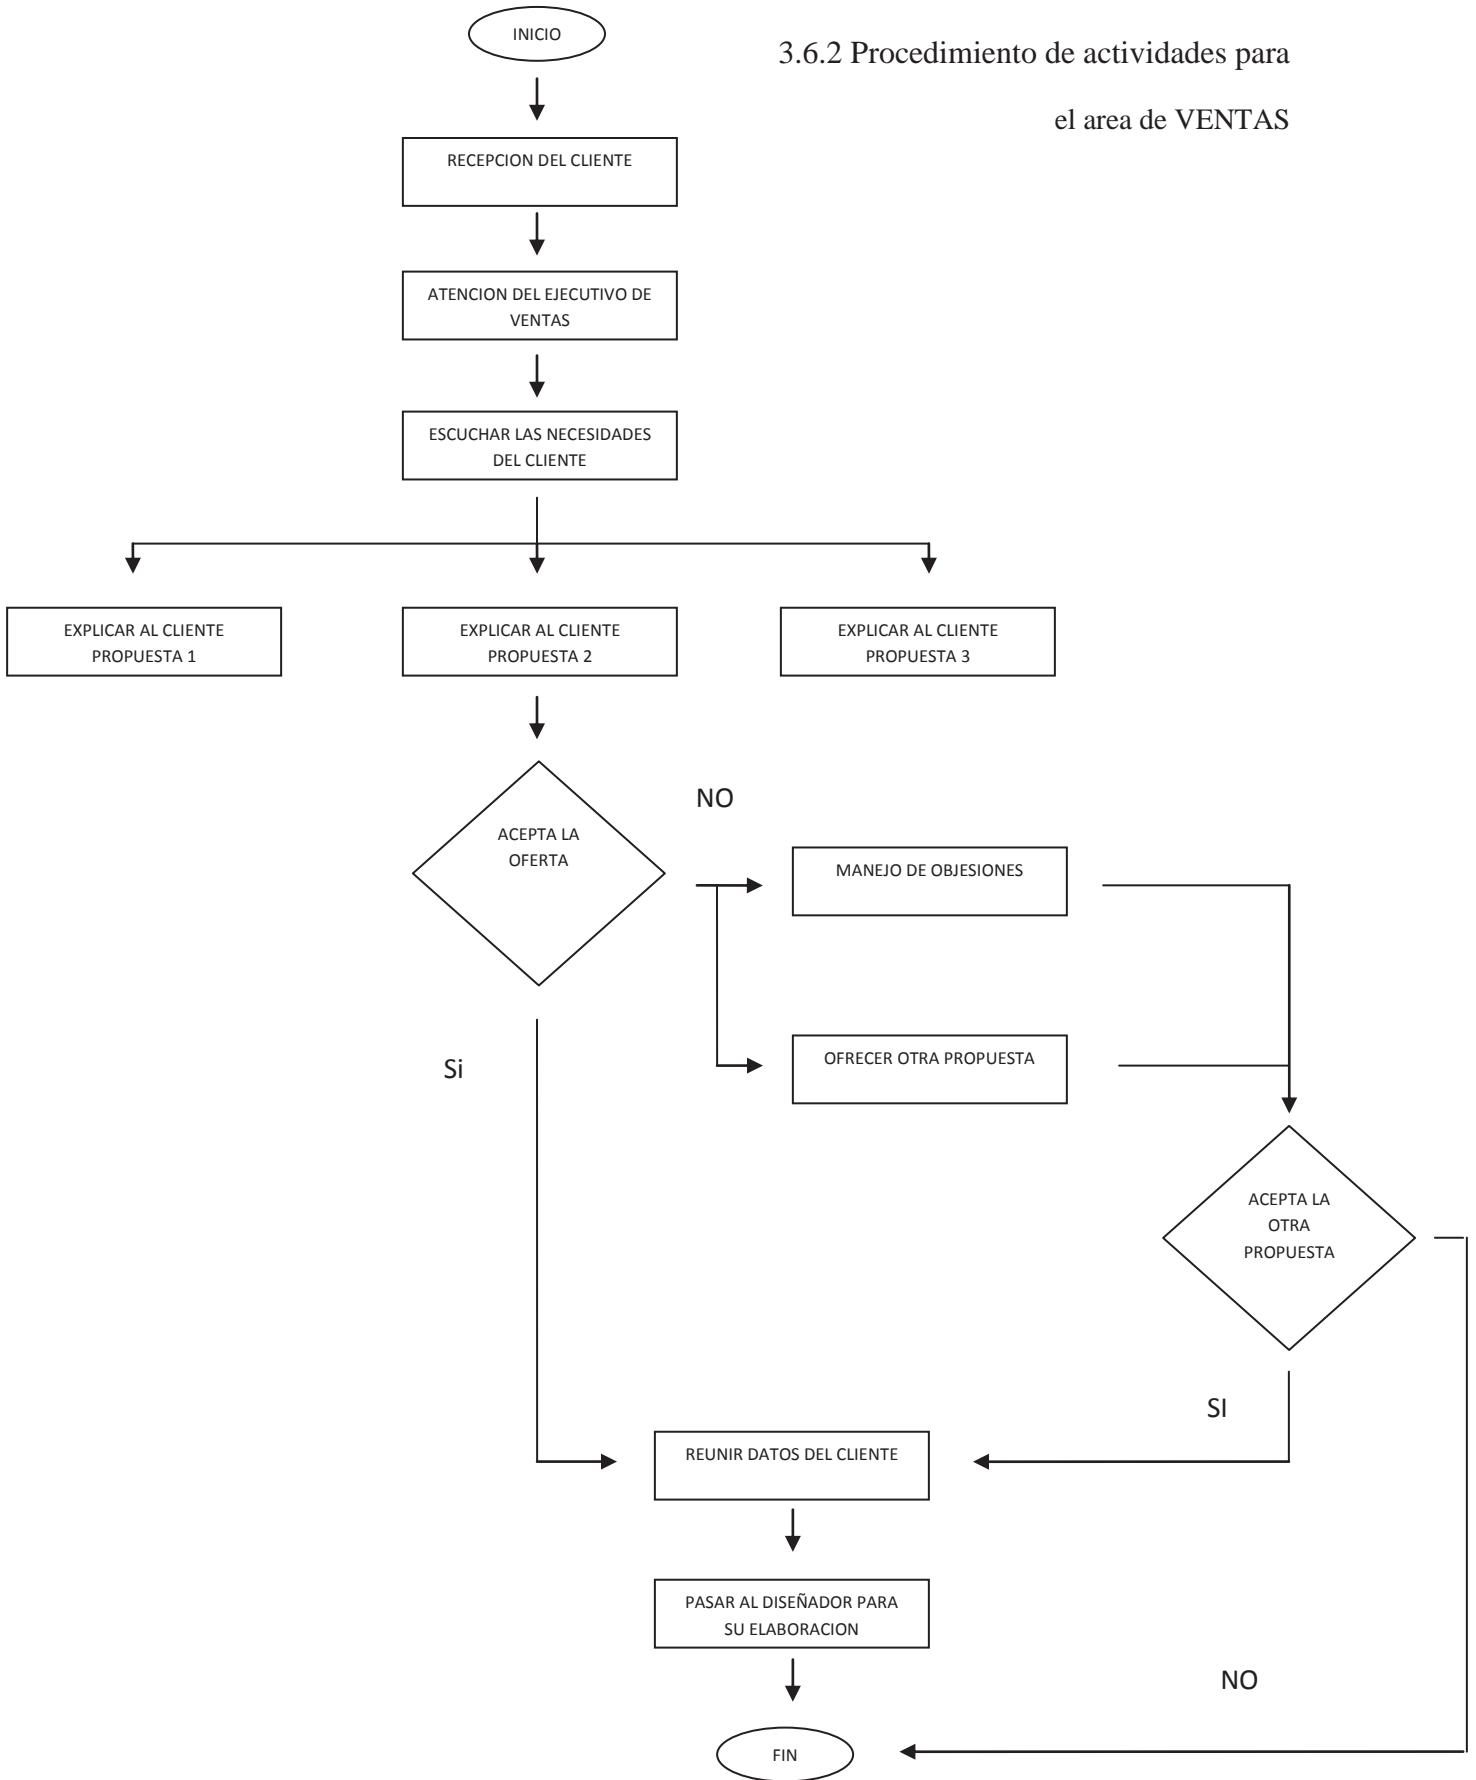 INICIO
3.6.2 Procedimiento de actividades para
el area de VENTAS
RECEPCION DEL CLIENTE
ATENCION DEL EJECUTIVO DE
VENTAS
ESCUCHAR LAS NECESIDADES
DEL CLIENTE
EXPLICAR AL CLIENTE
PROPUESTA 1
EXPLICAR AL CLIENTE
PROPUESTA 2
EXPLICAR AL CLIENTE
PROPUESTA 3
ACEPTA LA
OFERTA
NO
MANEJO DE OBJESIONES
Si
OFRECER OTRA PROPUESTA
ACEPTA LA
OTRA
PROPUESTA
SI
REUNIR DATOS DEL CLIENTE
PASAR AL DISEÑADOR PARA
SU ELABORACION
NO
FIN